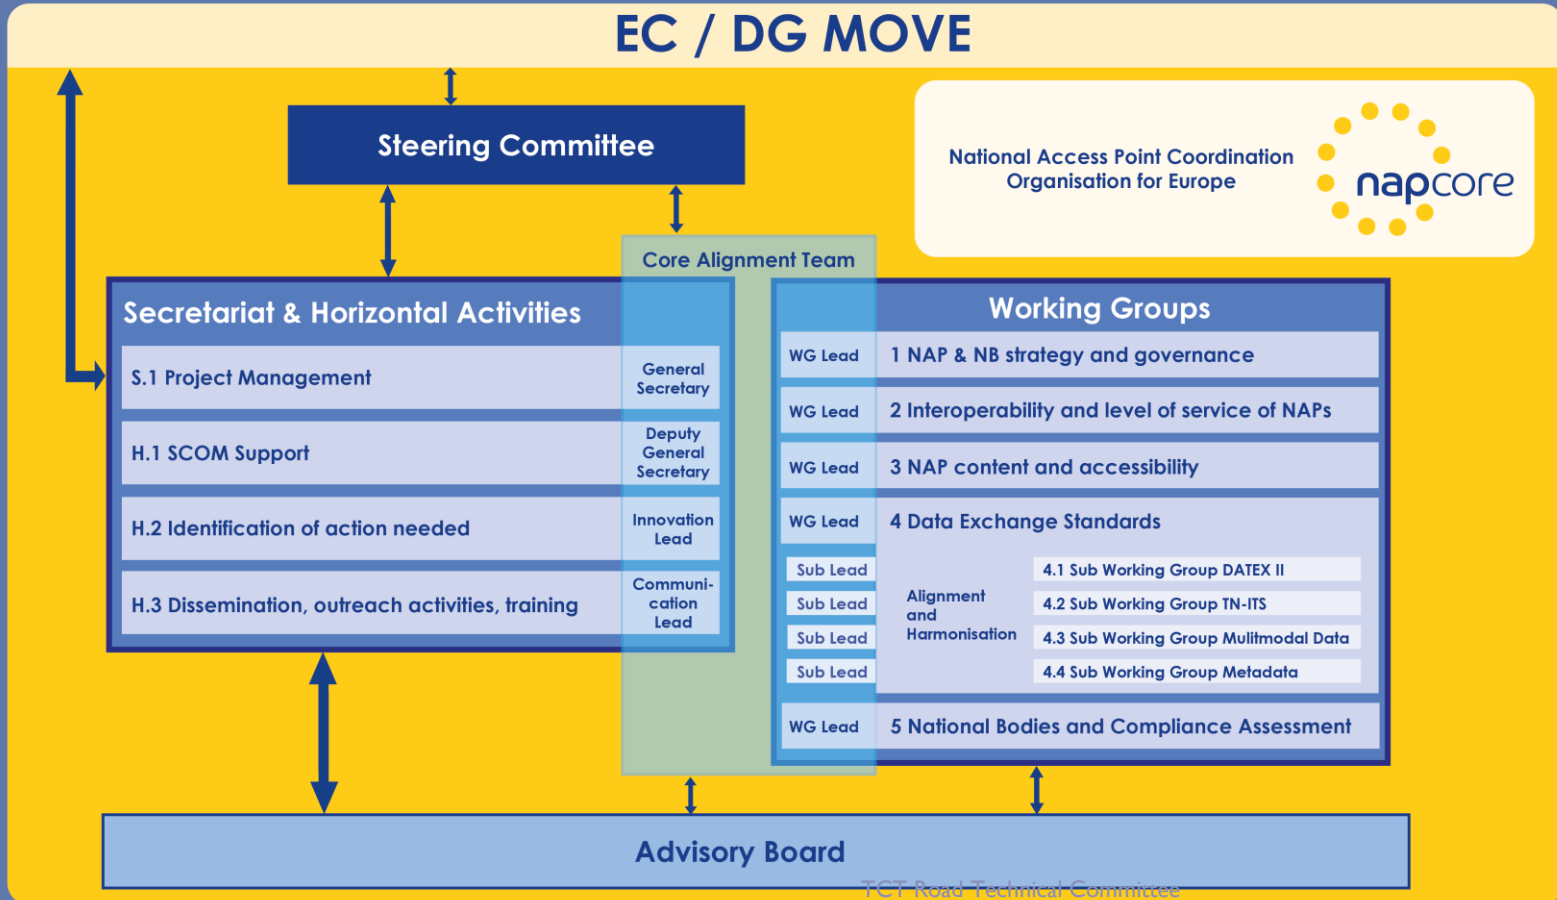 EC / DG MOVE
Steering Committee
National Access Point Coordination
Organisation for Europe
napcore
Core Alignment Team
Secretariat & Horizontal Activities
S.1 Project Management
General
Secretary
H.1 SCOM Support
Deputy
General
Secretary
H.2 Identification of action needed
Innovation
Lead
H.3 Dissemination, outreach activities, training
Communi-
cation
Lead
Working Groups
WG Lead 1 NAP & NB strategy and governance
WG Lead 2 Interoperability and level of service of NAPs
WG Lead 3 NAP content and accessibility
WG Lead 4 Data Exchange Standards
Sub Lead
Sub Lead
Sub Lead
Sub Lead
Alignment
and
Harmonisation
4.1 Sub Working Group DATEX II
4.2 Sub Working Group TN-ITS
4.3 Sub Working Group Mulitmodal Data
4.4 Sub Working Group Metadata
WG Lead 5 National Bodies and Compliance Assessment
Advisory Board
TCT Road Technical Committee